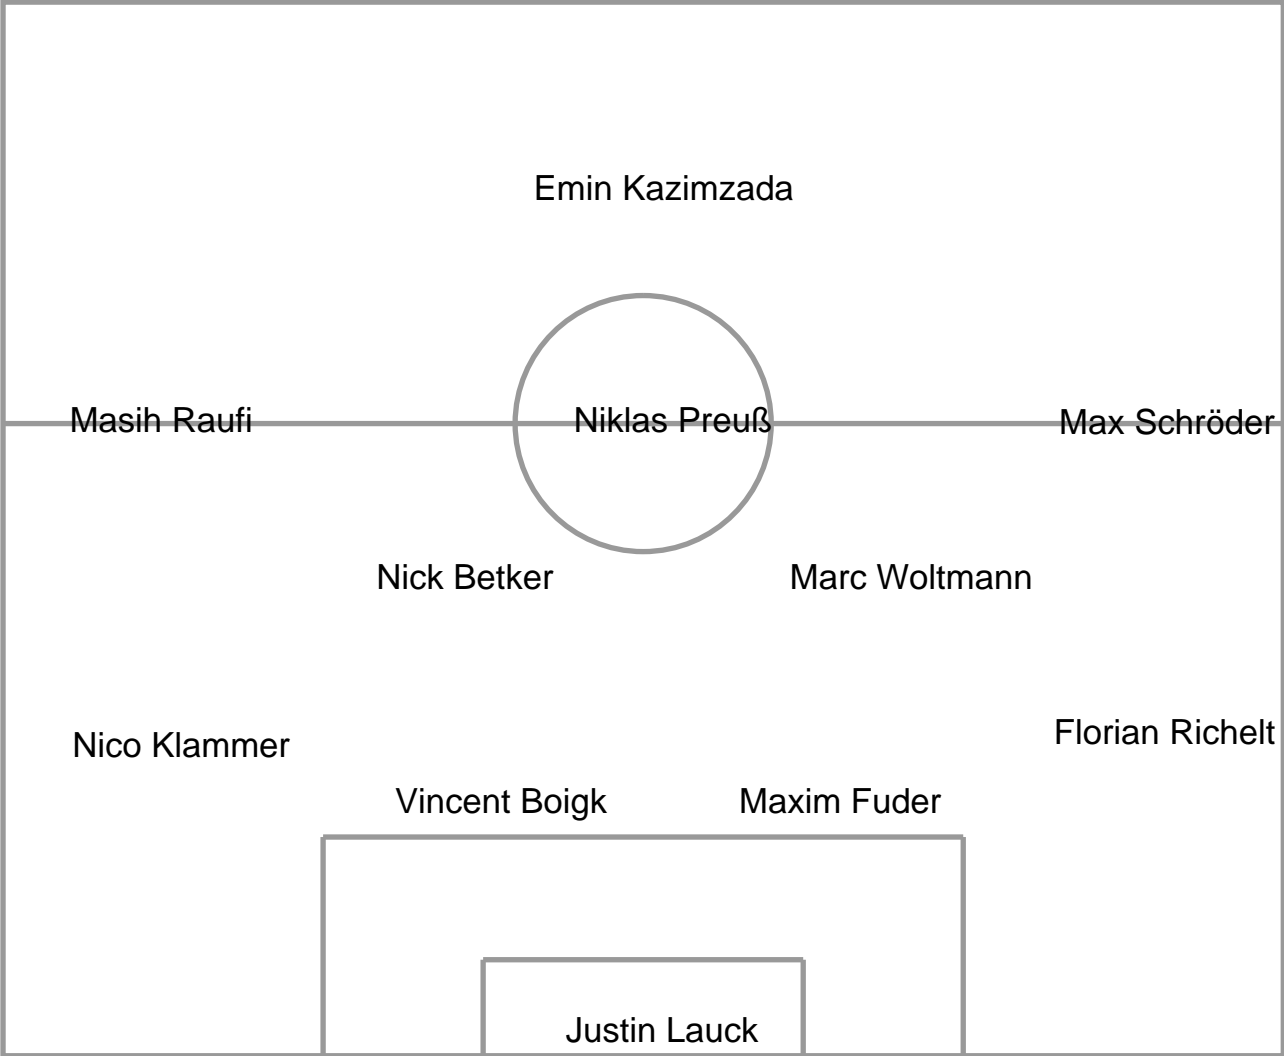 Emin Kazimzada
Masih Raufi
Niklas Preuß
Max Schröder
Nick Betker
Marc Woltmann
Florian Richelt
Nico Klammer
Vincent Boigk
Maxim Fuder
Justin Lauck